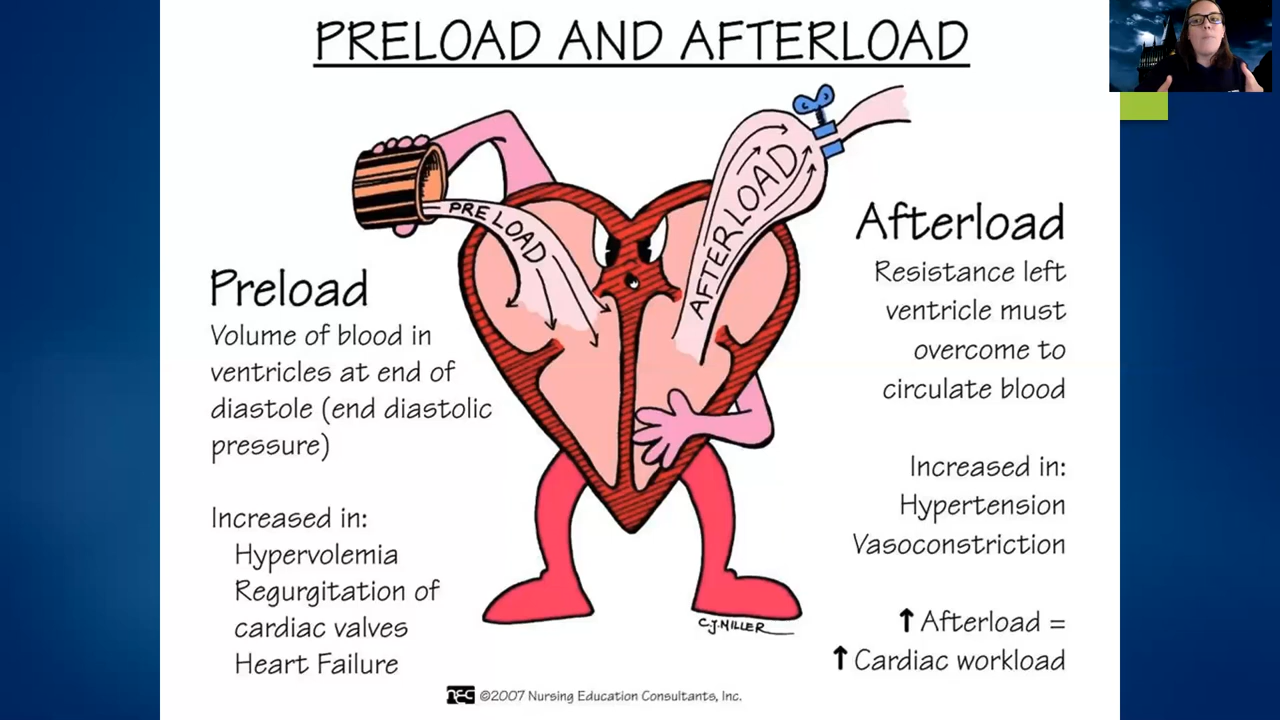 PRELOAD AND AFTERLOAD
PRELOAD
AFTERLOAD
Preload
Volume of blood in
ventricles at end of
diastole (end diastolic
pressure)
Increased in:
Hypervolemia
Regurgitation of
cardiac valves
Heart Failure
Afterload
Resistance left
ventricle must
overcome to
circulate blood
Increased in:
Hypertension
Vasoconstriction
↑ Afterload =
↑ Cardiac workload
C.J. MILLER
nec ©2007 Nursing Education Consultants, Inc.